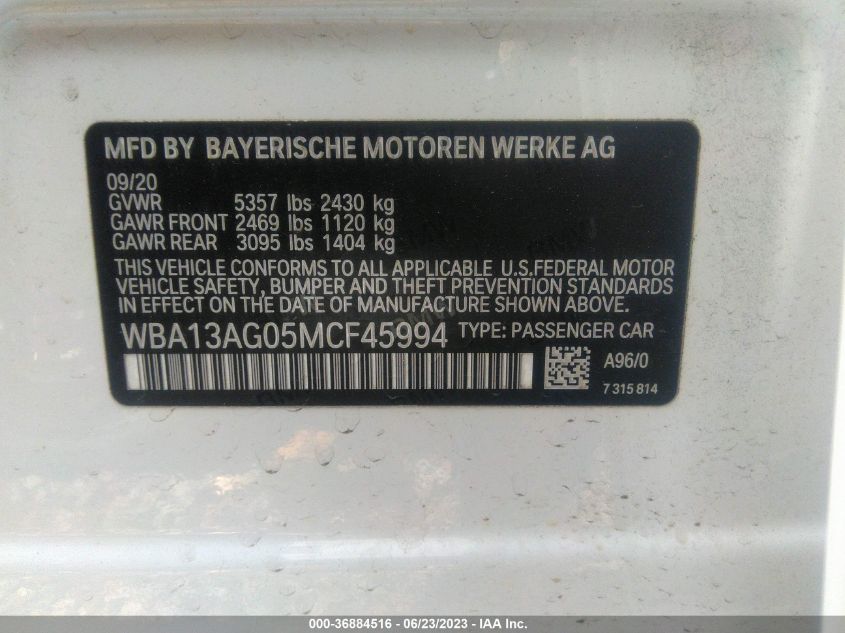 MFD BY BAYERISCHE MOTOREN WERKE AG
09/20
GVWR 5357 lbs 2430 kg
GAWR FRONT 2469 lbs 1120 kg
GAWR REAR 3095 lbs 1404 kg
THIS VEHICLE CONFORMS TO ALL APPLICABLE U.S.FEDERAL MOTOR
VEHICLE SAFETY, BUMPER AND THEFT PREVENTION STANDARDS
IN EFFECT ON THE DATE OF MANUFACTURE SHOWN ABOVE.
WBA13AG05MCF45994 TYPE: PASSENGER CAR
A96/0
7 315 814
000-36884516 - 06/23/2023 - IAA Inc.